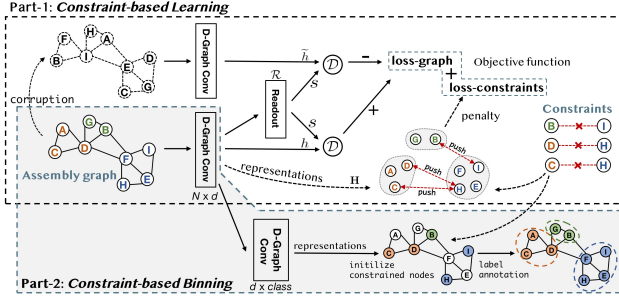 Part-1: Constraint-based Learning
F
H
A
B
I
E
D
C
G
corruption
D-Graph Conv
h̃
𝒟
−
loss-graph
Objective function
+
loss-constraints
ℛ
Readout
S
S
+
penalty
Constraints
B
I
D
H
C
H
A
G
B
C
D
F
I
H
E
Assembly graph
D-Graph Conv
N × d
h
𝒟
representations
H
G
B
push
A
D
push
F
I
C
push
H
E
D-Graph Conv
d × class
representations
A
G
B
C
D
F
I
H
E
initilize
constrained nodes
label
annotation
A
G
B
C
D
F
I
H
E
Part-2: Constraint-based Binning